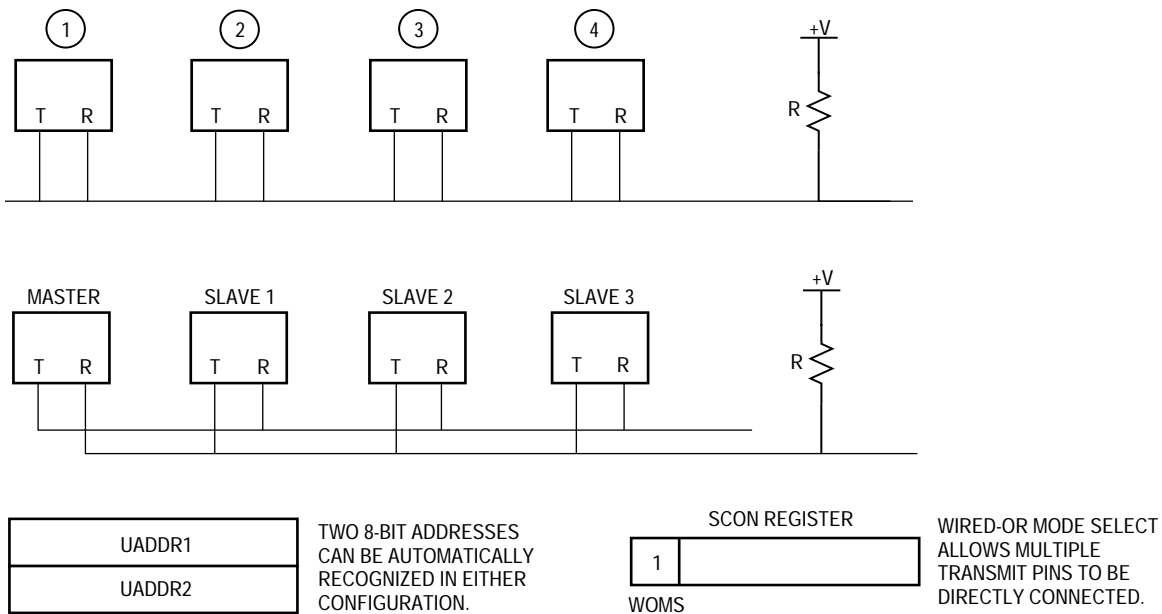 1 2 3 4 +V
T R T R T R T R R
MASTER SLAVE 1 SLAVE 2 SLAVE 3 +V
T R T R T R T R R
UADDR1
UADDR2
TWO 8-BIT ADDRESSES
CAN BE AUTOMATICALLY
RECOGNIZED IN EITHER
CONFIGURATION.
SCON REGISTER
1
WOMS
WIRED-OR MODE SELECT
ALLOWS MULTIPLE
TRANSMIT PINS TO BE
DIRECTLY CONNECTED.